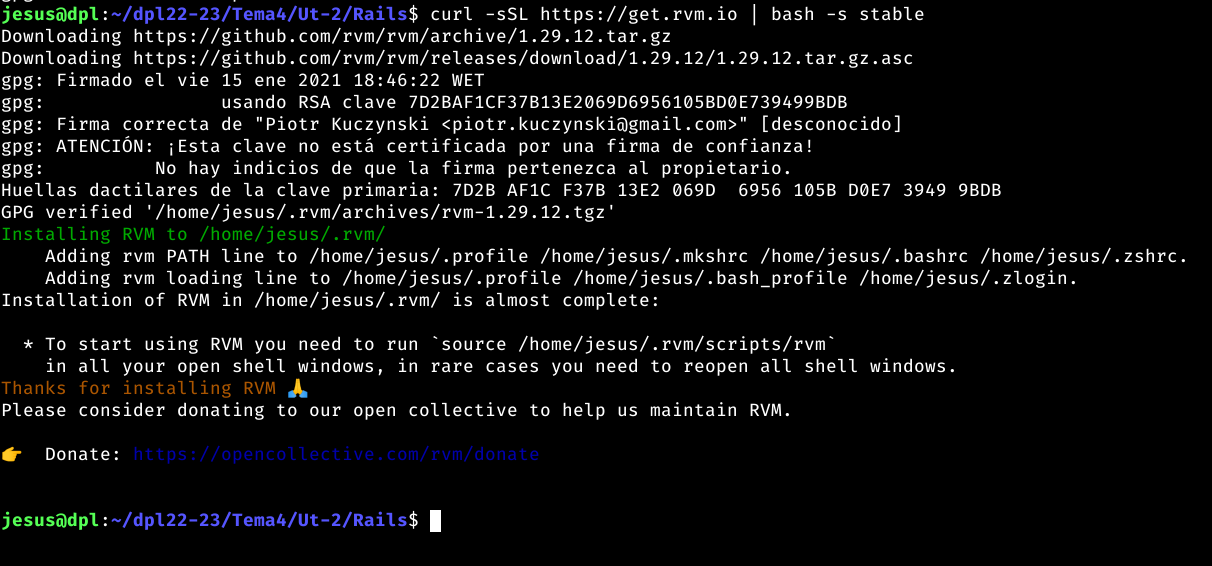 jesus@dpl:~/dpl22-23/Tema4/Ut-2/Rails$ curl -sSL https://get.rvm.io | bash -s stable
Downloading https://github.com/rvm/rvm/archive/1.29.12.tar.gz
Downloading https://github.com/rvm/rvm/releases/download/1.29.12/1.29.12.tar.gz.asc
gpg: Firmado el vie 15 ene 2021 18:46:22 WET
gpg:                usando RSA clave 7D2BAF1CF37B13E2069D6956105BD0E739499BDB
gpg: Firma correcta de "Piotr Kuczynski <piotr.kuczynski@gmail.com>" [desconocido]
gpg: ATENCIÓN: ¡Esta clave no está certificada por una firma de confianza!
gpg:          No hay indicios de que la firma pertenezca al propietario.
Huellas dactilares de la clave primaria: 7D2B AF1C F37B 13E2 069D  6956 105B D0E7 3949 9BDB
GPG verified '/home/jesus/.rvm/archives/rvm-1.29.12.tgz'
Installing RVM to /home/jesus/.rvm/
    Adding rvm PATH line to /home/jesus/.profile /home/jesus/.mkshrc /home/jesus/.bashrc /home/jesus/.zshrc.
    Adding rvm loading line to /home/jesus/.profile /home/jesus/.bash_profile /home/jesus/.zlogin.
Installation of RVM in /home/jesus/.rvm/ is almost complete:

  * To start using RVM you need to run `source /home/jesus/.rvm/scripts/rvm`
    in all your open shell windows, in rare cases you need to reopen all shell windows.
Thanks for installing RVM 🙏
Please consider donating to our open collective to help us maintain RVM.

👉  Donate: https://opencollective.com/rvm/donate

jesus@dpl:~/dpl22-23/Tema4/Ut-2/Rails$